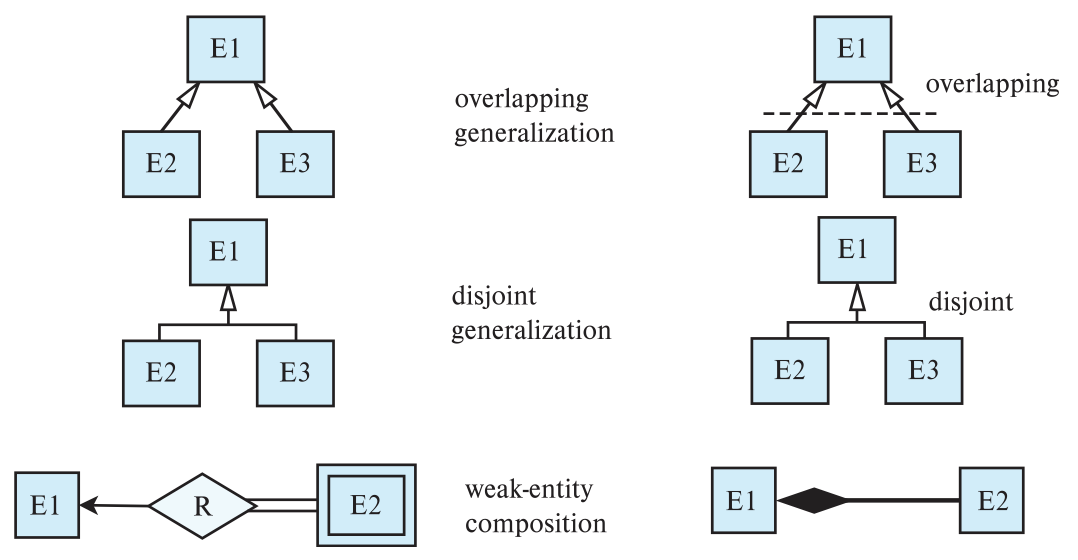 E1
E1
overlapping
overlapping
generalization
E2
E3
E2
E3
E1
E1
disjoint
generalization
disjoint
E2
E3
E2
E3
E1
R
E2
weak-entity
composition
E1
E2